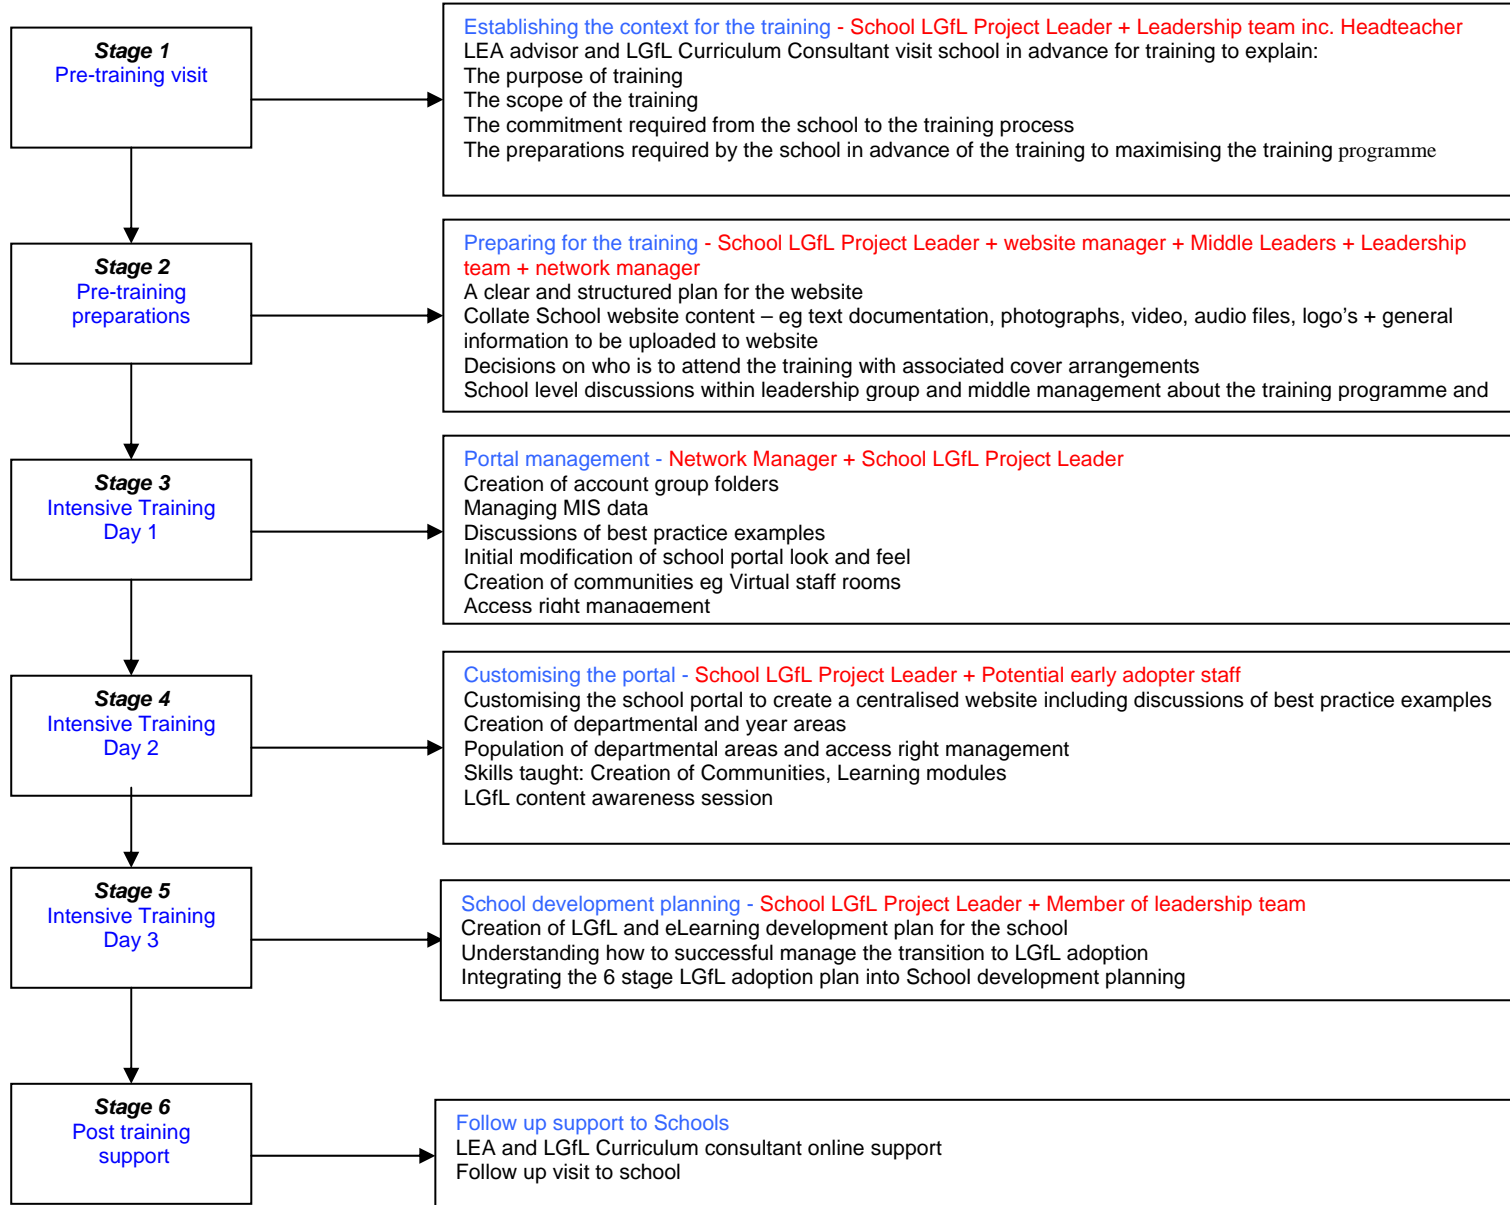 Stage 1
Pre-training visit
Establishing the context for the training - School LGfL Project Leader + Leadership team inc. Headteacher
LEA advisor and LGfL Curriculum Consultant visit school in advance for training to explain:
The purpose of training
The scope of the training
The commitment required from the school to the training process
The preparations required by the school in advance of the training to maximising the training programme
Stage 2
Pre-training
preparations
Preparing for the training - School LGfL Project Leader + website manager + Middle Leaders + Leadership
team + network manager
A clear and structured plan for the website
Collate School website content – eg text documentation, photographs, video, audio files, logo’s + general
information to be uploaded to website
Decisions on who is to attend the training with associated cover arrangements
School level discussions within leadership group and middle management about the training programme and
Stage 3
Intensive Training
Day 1
Portal management - Network Manager + School LGfL Project Leader
Creation of account group folders
Managing MIS data
Discussions of best practice examples
Initial modification of school portal look and feel
Creation of communities eg Virtual staff rooms
Access right management
Stage 4
Intensive Training
Day 2
Customising the portal - School LGfL Project Leader + Potential early adopter staff
Customising the school portal to create a centralised website including discussions of best practice examples
Creation of departmental and year areas
Population of departmental areas and access right management
Skills taught: Creation of Communities, Learning modules
LGfL content awareness session
Stage 5
Intensive Training
Day 3
School development planning - School LGfL Project Leader + Member of leadership team
Creation of LGfL and eLearning development plan for the school
Understanding how to successful manage the transition to LGfL adoption
Integrating the 6 stage LGfL adoption plan into School development planning
Stage 6
Post training
support
Follow up support to Schools
LEA and LGfL Curriculum consultant online support
Follow up visit to school